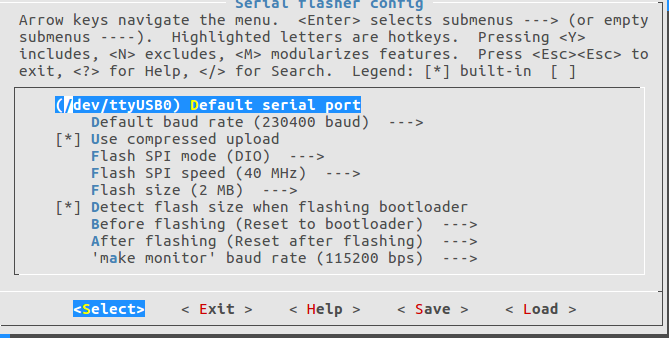 Serial flasher config
Arrow keys navigate the menu.  <Enter> selects submenus ---> (or empty
submenus ----).  Highlighted letters are hotkeys.  Pressing <Y>
includes, <N> excludes, <M> modularizes features.  Press <Esc><Esc> to
exit, <?> for Help, </> for Search.  Legend: [*] built-in  [ ]
(/dev/ttyUSB0) Default serial port
Default baud rate (230400 baud)  --->
[*] Use compressed upload
Flash SPI mode (DIO)  --->
Flash SPI speed (40 MHz)  --->
Flash size (2 MB)  --->
[*] Detect flash size when flashing bootloader
Before flashing (Reset to bootloader)  --->
After flashing (Reset after flashing)  --->
'make monitor' baud rate (115200 bps)  --->
<Select>    < Exit >    < Help >    < Save >    < Load >